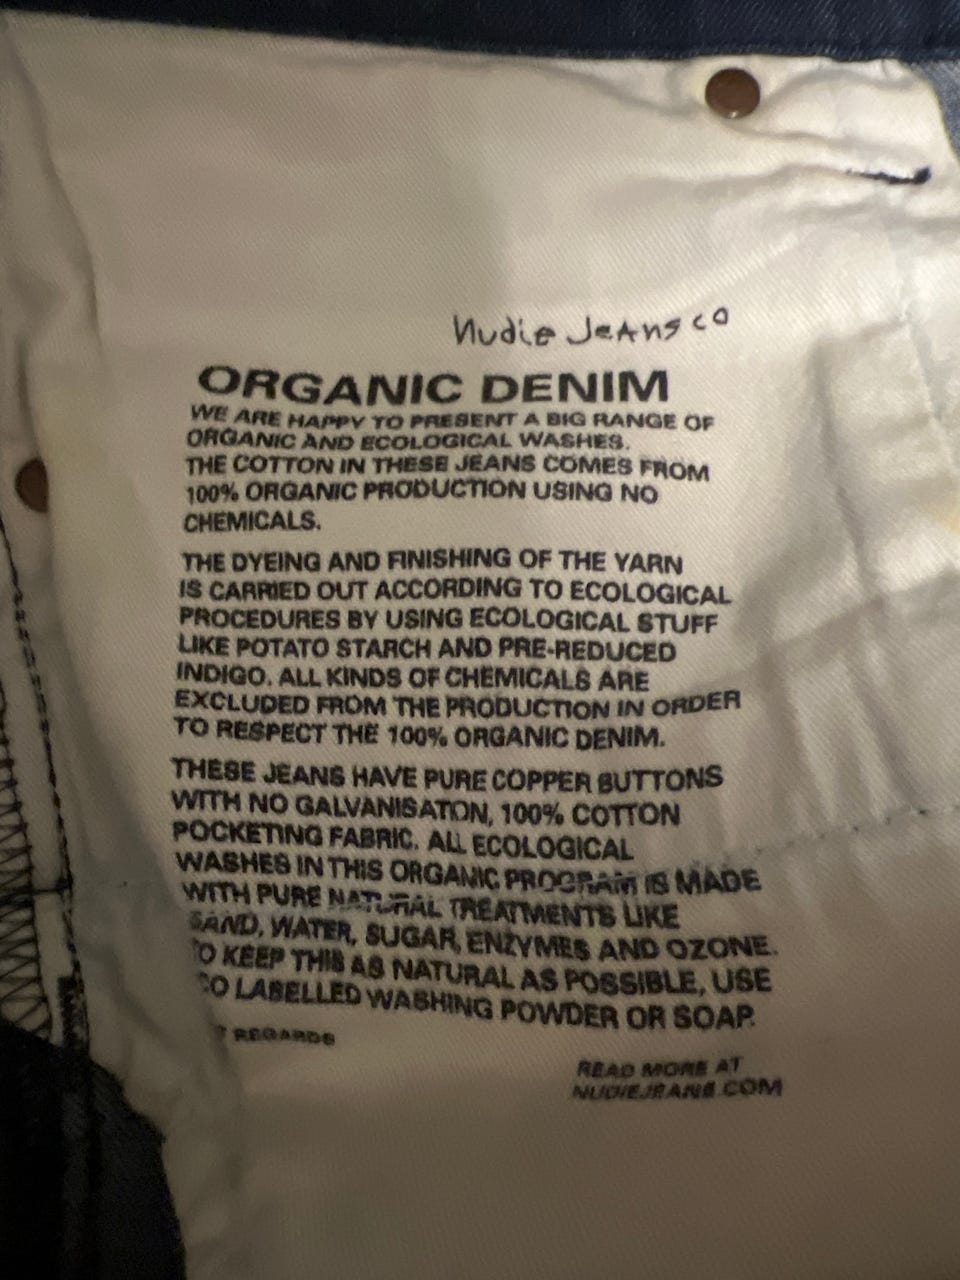 Nudie Jeans co
ORGANIC DENIM
WE ARE HAPPY TO PRESENT A BIG RANGE OF
ORGANIC AND ECOLOGICAL WASHES.
THE COTTON IN THESE JEANS COMES FROM
100% ORGANIC PRODUCTION USING NO
CHEMICALS.
THE DYEING AND FINISHING OF THE YARN
IS CARRIED OUT ACCORDING TO ECOLOGICAL
PROCEDURES BY USING ECOLOGICAL STUFF
LIKE POTATO STARCH AND PRE-REDUCED
INDIGO. ALL KINDS OF CHEMICALS ARE
EXCLUDED FROM THE PRODUCTION IN ORDER
TO RESPECT THE 100% ORGANIC DENIM.
THESE JEANS HAVE PURE COPPER BUTTONS
WITH NO GALVANISATON, 100% COTTON
POCKETING FABRIC. ALL ECOLOGICAL
WASHES IN THIS ORGANIC PROGRAM IS MADE
WITH PURE NATURAL TREATMENTS LIKE
SAND, WATER, SUGAR, ENZYMES AND OZONE.
TO KEEP THIS AS NATURAL AS POSSIBLE, USE
CO LABELLED WASHING POWDER OR SOAP.
T REGARDS
READ MORE AT
NUDIEJEANS.COM